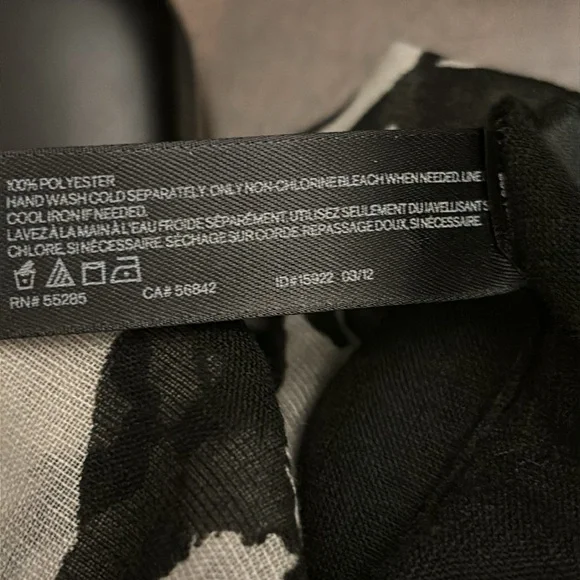 100% POLYESTER
HAND WASH COLD SEPARATELY. ONLY NON-CHLORINE BLEACH WHEN NEEDED. LINE
COOL IRON IF NEEDED.
LAVEZ À LA MAIN À L'EAU FROIDE SÉPARÉMENT. UTILISEZ SEULEMENT DU JAVELLISANT S
CHLORE, SI NÉCESSAIRE. SÉCHAGE SUR CORDE. REPASSAGE DOUX, SI NÉCESSAIRE.
RN# 55285 CA# 56842 ID#15922 03/12